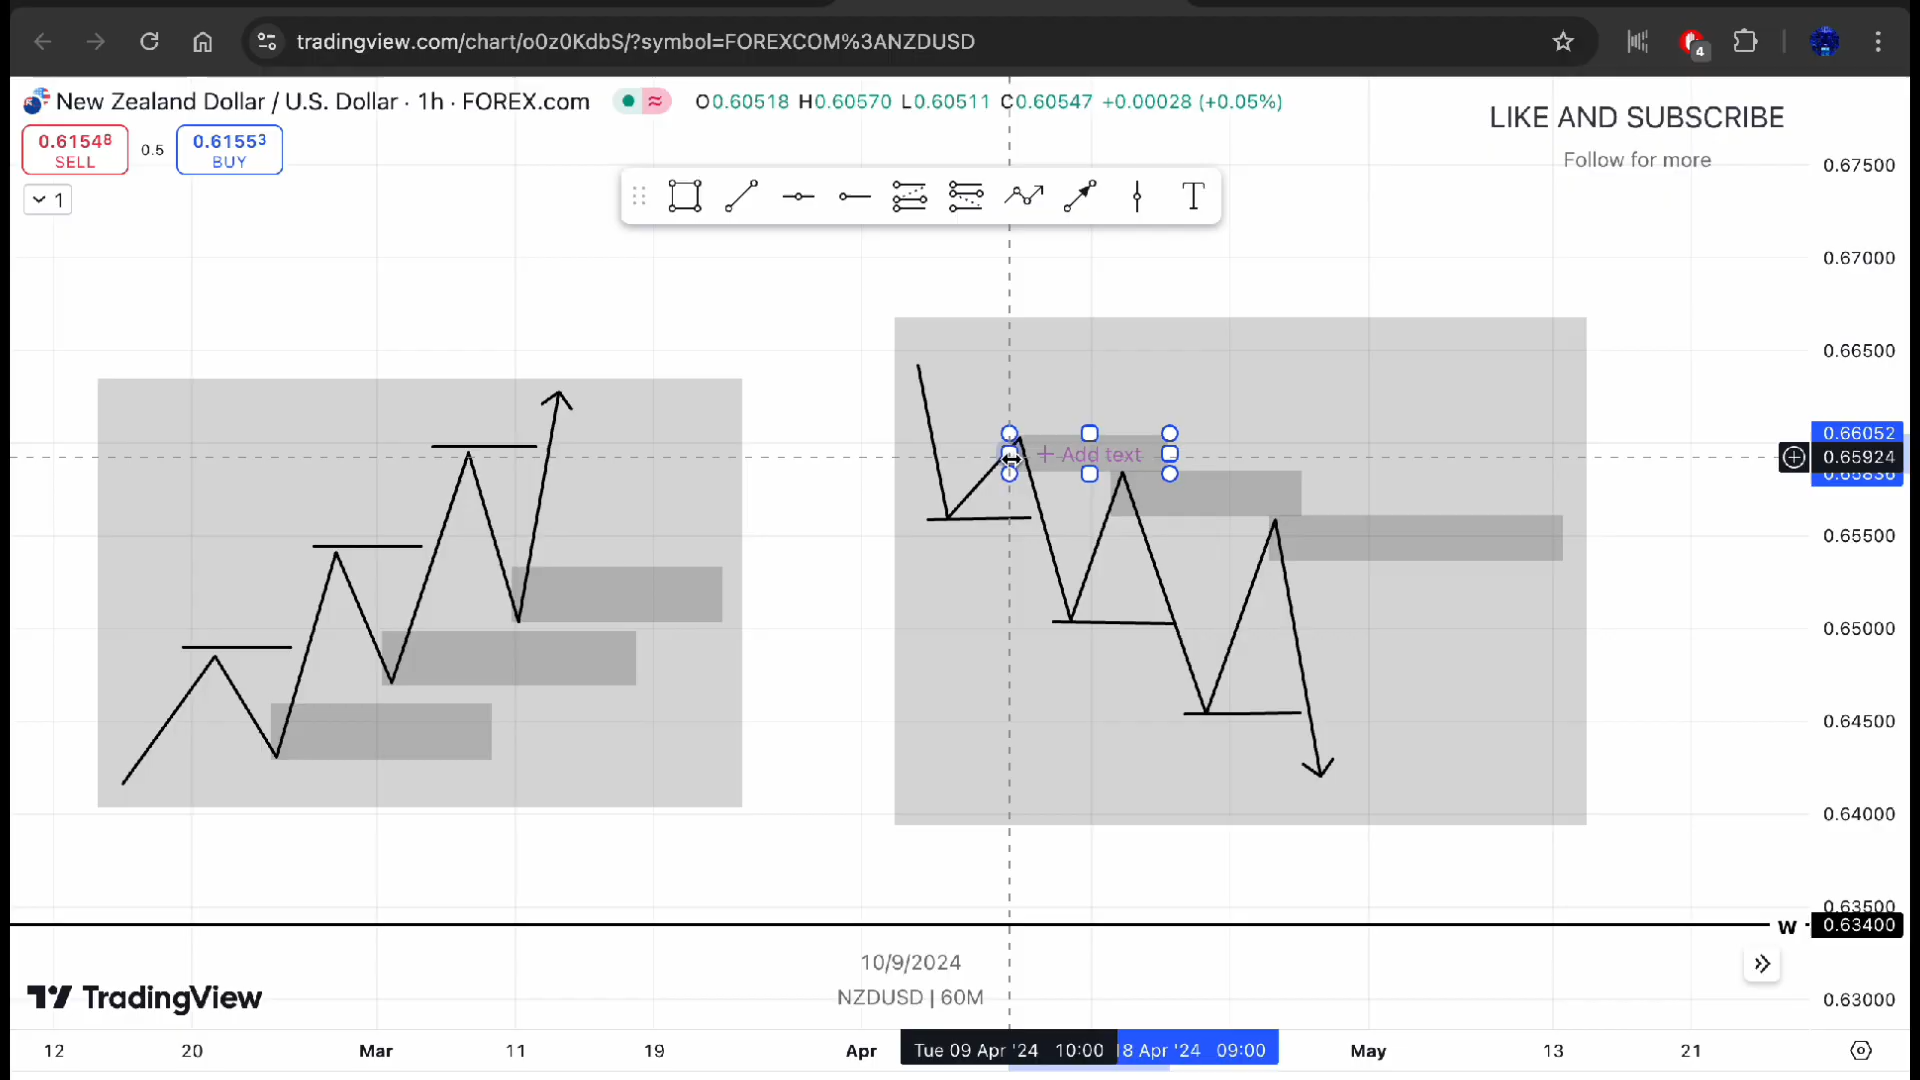 tradingview.com/chart/o0z0KdbS/?symbol=FOREXCOM%3ANZDUSD
4
New Zealand Dollar / U.S. Dollar · 1h · FOREX.com
O0.60518 H0.60570 L0.60511 C0.60547 +0.00028 (+0.05%)
LIKE AND SUBSCRIBE
Follow for more
0.61548
SELL
0.5
0.61553
BUY
1
T
+ Add text
0.67500
0.67000
0.66500
0.66052
0.65924
0.65836
0.65500
0.65000
0.64500
0.64000
0.63500
W
0.63400
0.63000
10/9/2024
NZDUSD | 60M
TradingView
12
20
Mar
11
19
Apr
Tue 09 Apr '24 10:00
8 Apr '24 09:00
May
13
21